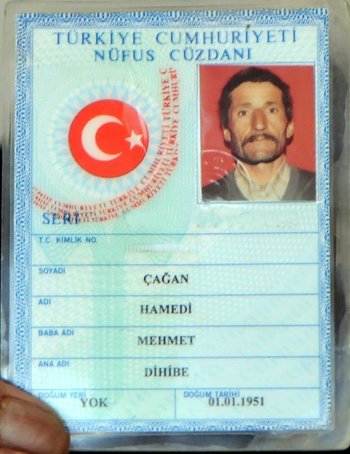 TÜRKİYE CUMHURİYETİ
NÜFUS CÜZDANI
SERİ
T.C. KİMLİK NO.
SOYADI
ÇAĞAN
ADI
HAMEDİ
BABA ADI
MEHMET
ANA ADI
DİHİBE
DOĞUM YERİ
DOĞUM TARİHİ
YOK
01.01.1951